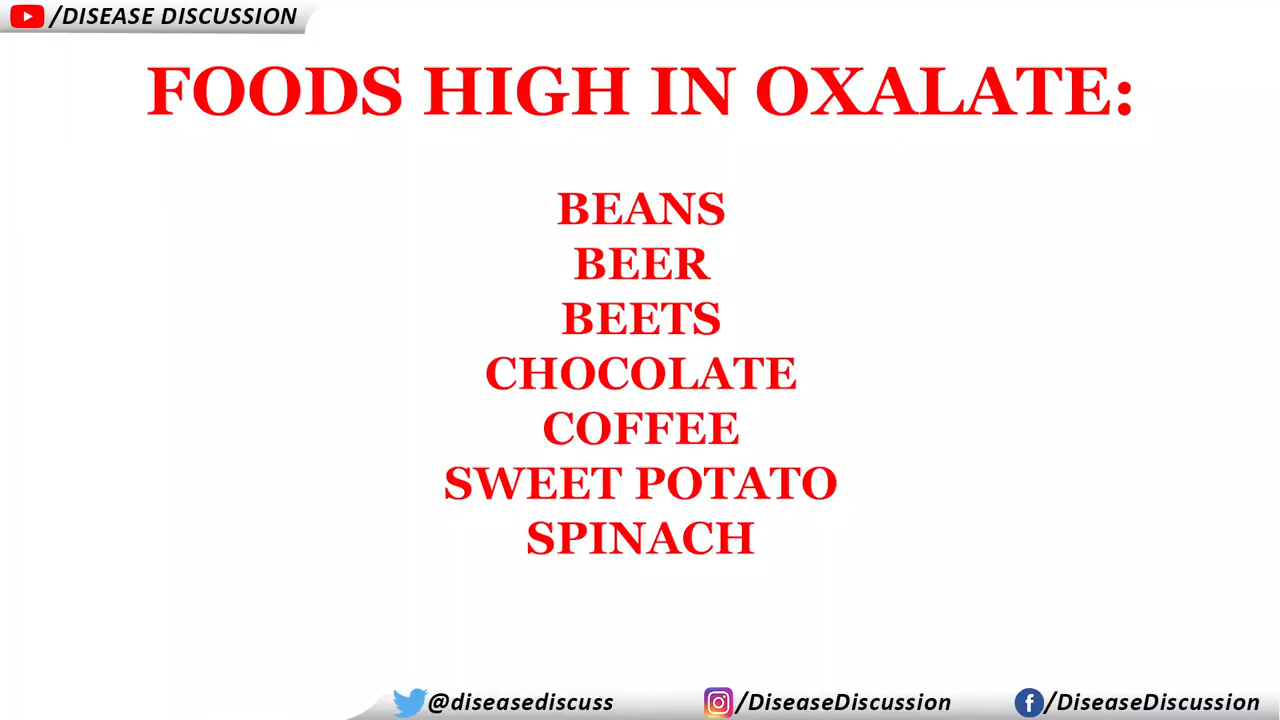 /DISEASE DISCUSSION
FOODS HIGH IN OXALATE:
BEANS
BEER
BEETS
CHOCOLATE
COFFEE
SWEET POTATO
SPINACH
@diseasediscuss
/DiseaseDiscussion
/DiseaseDiscussion